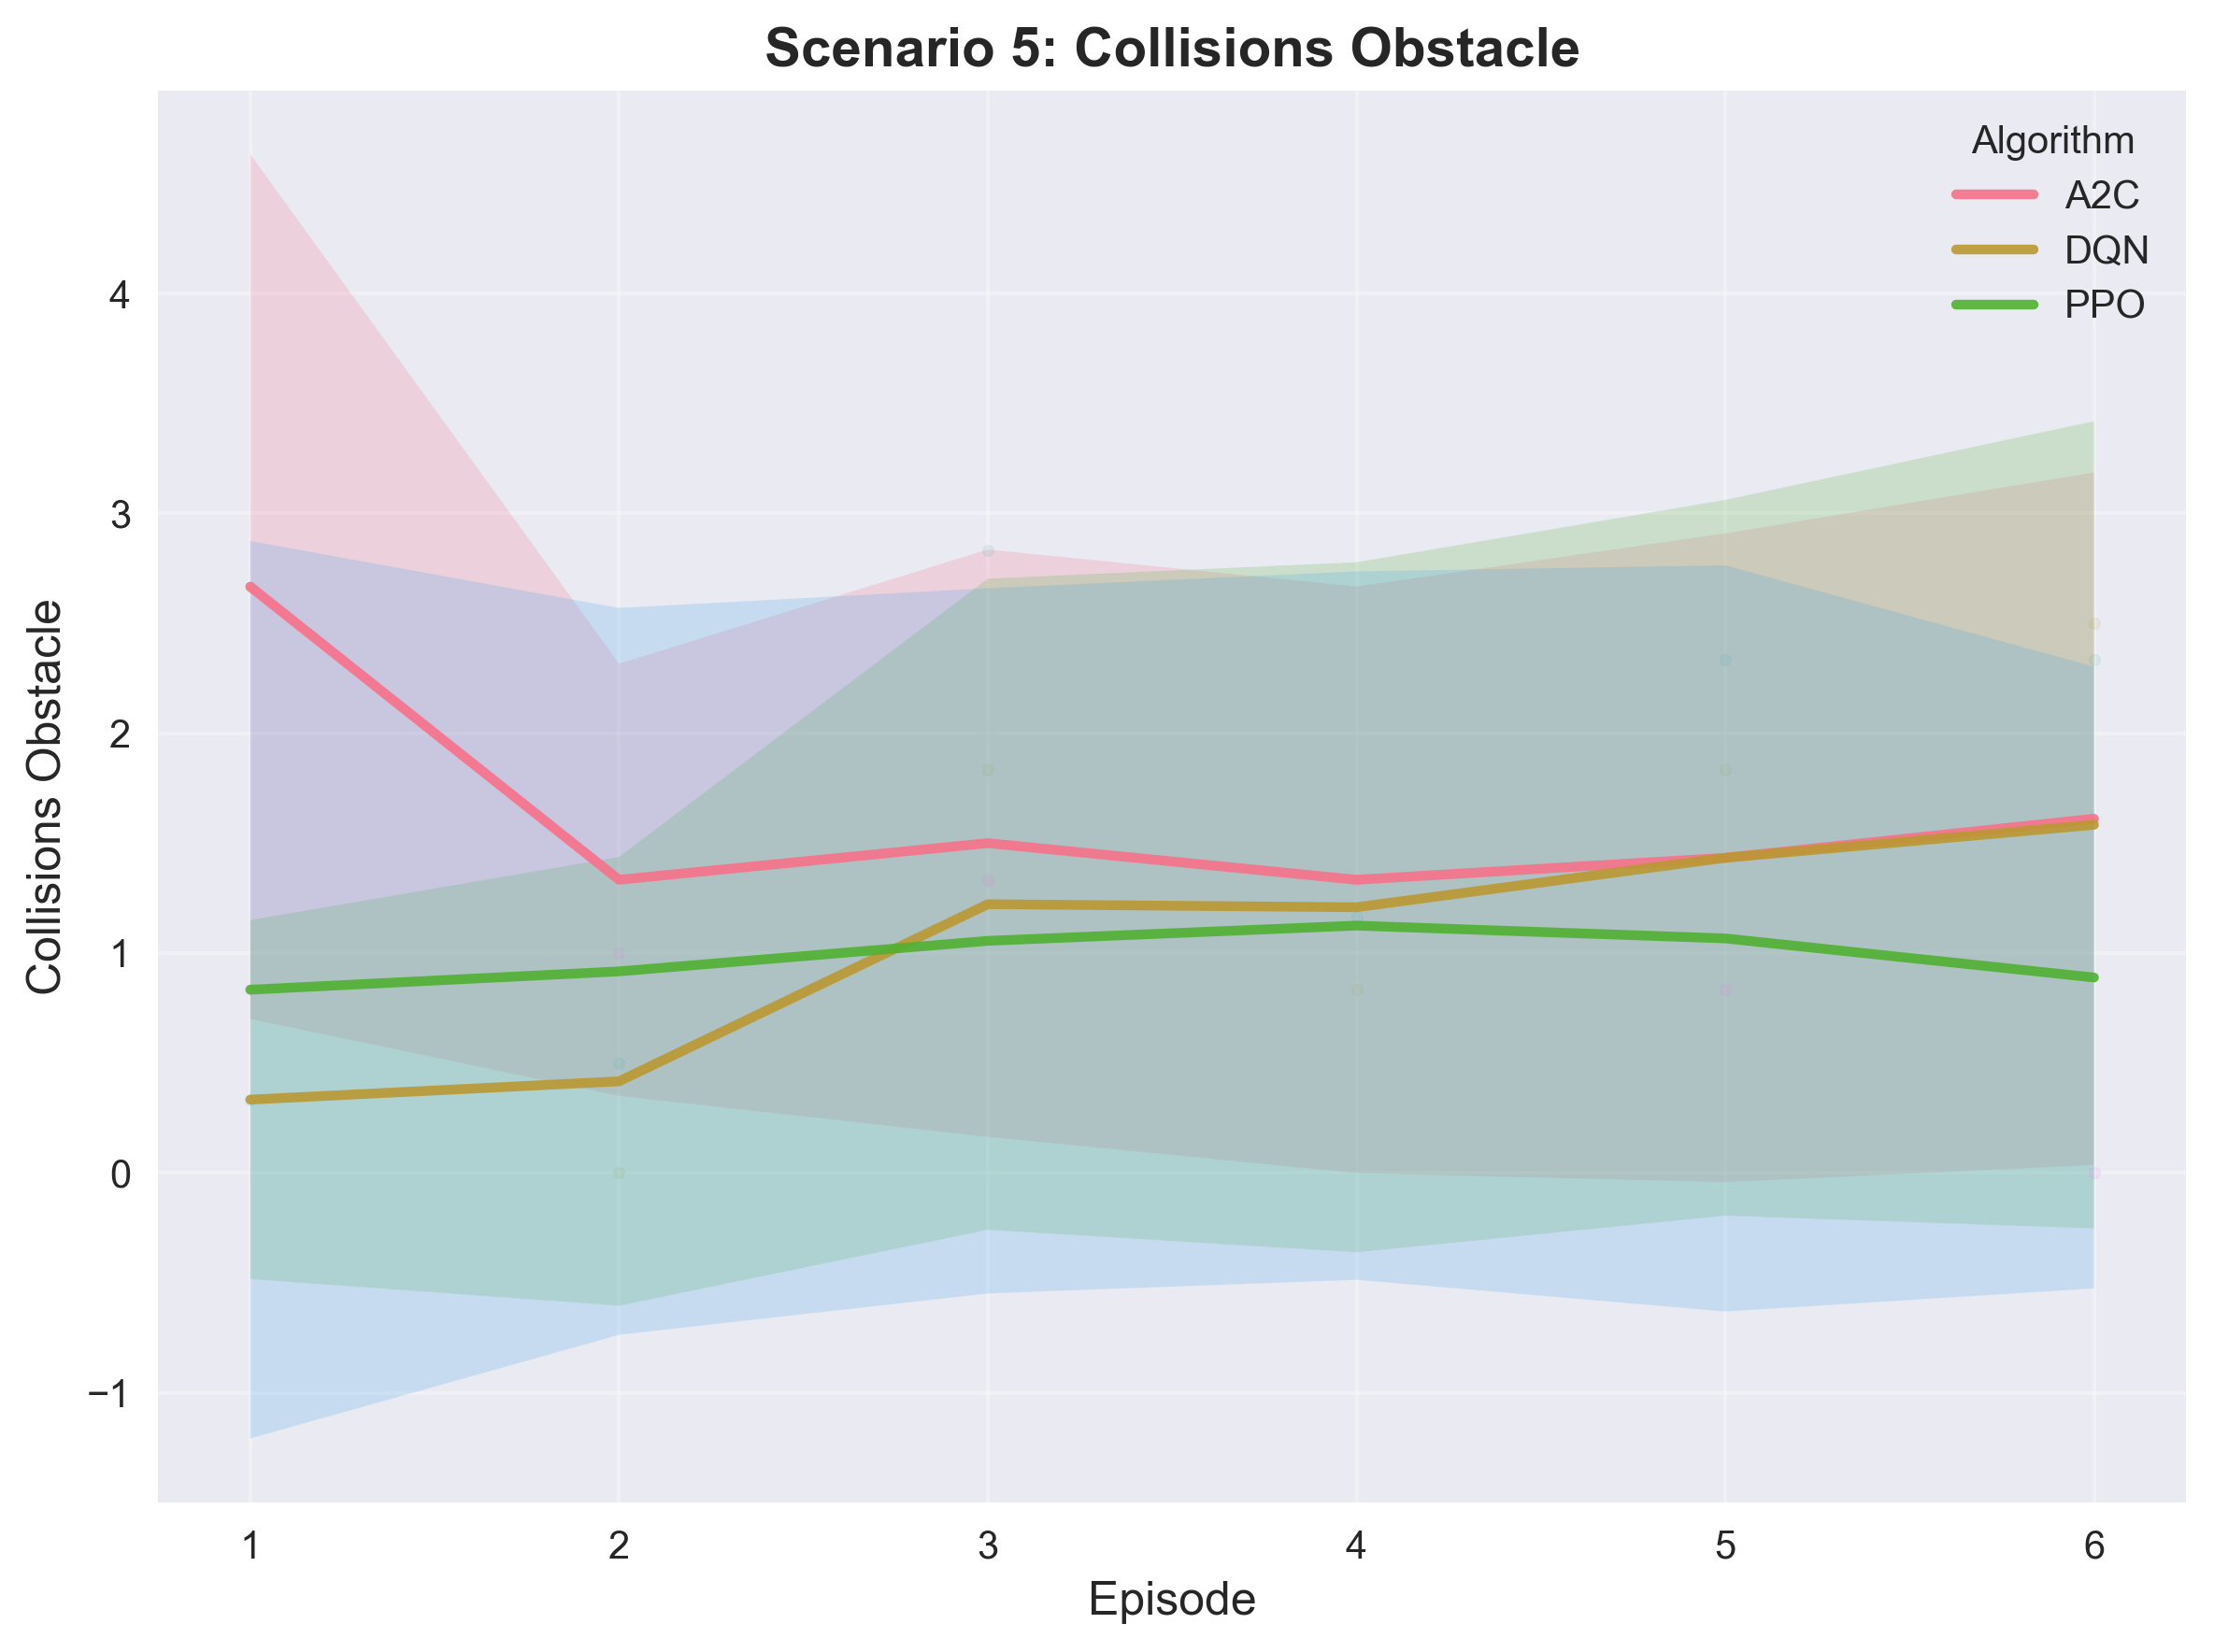 Scenario 5: Collisions Obstacle
Algorithm
A2C
DQN
PPO
Collisions Obstacle
4
3
2
1
0
−1
1
2
3
4
5
6
Episode